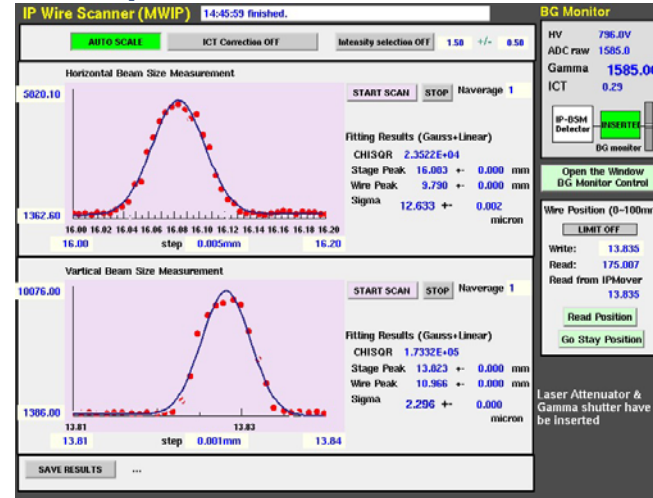 IP Wire Scanner (MWIP) 14:45:59 finished.
AUTO SCALE ICT Correction OFF Intensity selection OFF 1.50 +/- 0.50
Horizontal Beam Size Measurement
5020.10
1362.60
16.00 16.02 16.04 16.06 16.08 16.10 16.12 16.14 16.16 16.18 16.20
16.00 step 0.005mm 16.20
START SCAN STOP Naverage 1
Fitting Results (Gauss+Linear)
CHISQR 2.3522E+04
Stage Peak 16.083 +- 0.000 mm
Wire Peak 9.790 +- 0.000 mm
Sigma 12.633 +- 0.002
micron
Vartical Beam Size Measurement
10076.00
1386.00
13.81 13.83
13.81 step 0.001mm 13.84
START SCAN STOP Naverage 1
Fitting Results (Gauss+Linear)
CHISQR 1.7332E+05
Stage Peak 13.823 +- 0.000 mm
Wire Peak 10.966 +- 0.000 mm
Sigma 2.296 +- 0.000
micron
SAVE RESULTS ...
BG Monitor
HV 796.0V
ADC raw 1585.0
Gamma 1585.00
ICT 0.29
IP-BSM
Detector
INSERTED
BG monitor
Open the Window
BG Monitor Control
Wire Position (0~100mm
LIMIT OFF
Write: 13.835
Read: 175.007
Read from IPMover
13.835
Read Position
Go Stay Position
Laser Attenuator &
Gamma shutter have
be inserted